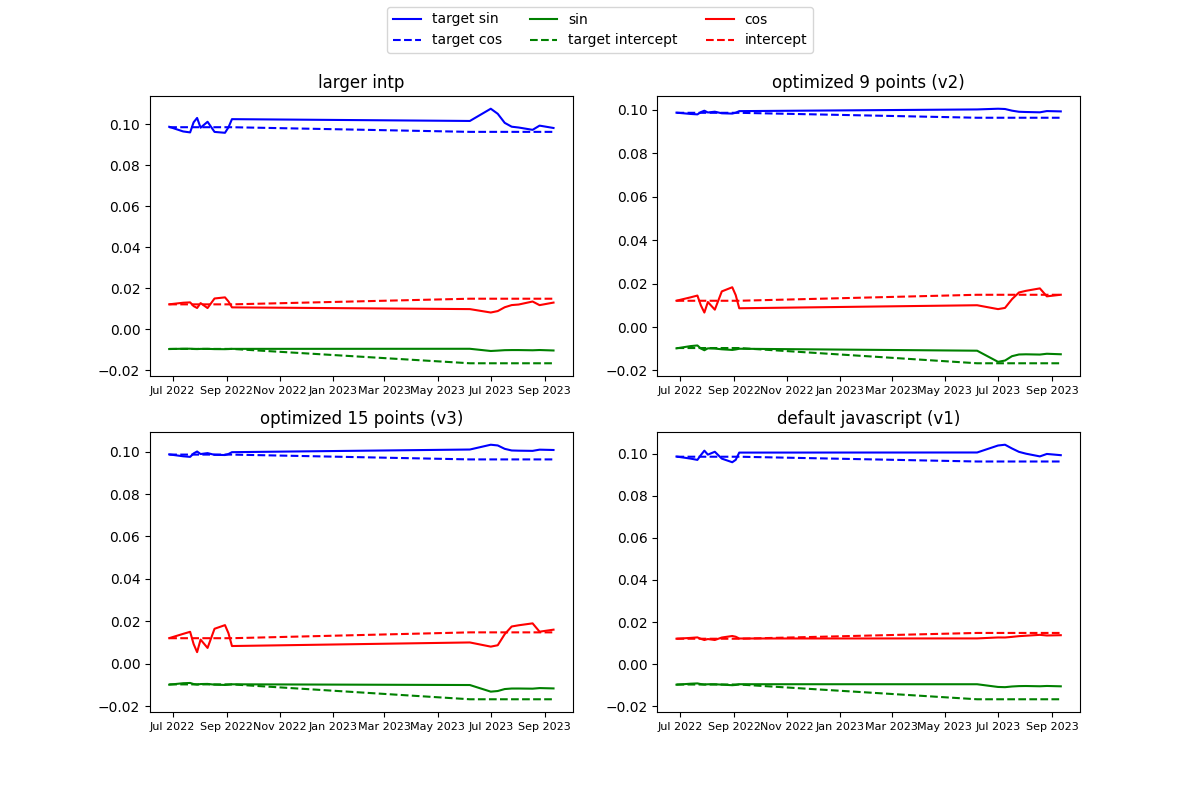 target sin sin cos
target cos target intercept intercept
larger intp
0.10
0.08
0.06
0.04
0.02
0.00
−0.02
Jul 2022 Sep 2022 Nov 2022 Jan 2023 Mar 2023 May 2023 Jul 2023 Sep 2023
optimized 9 points (v2)
0.10
0.08
0.06
0.04
0.02
0.00
−0.02
Jul 2022 Sep 2022 Nov 2022 Jan 2023 Mar 2023 May 2023 Jul 2023 Sep 2023
optimized 15 points (v3)
0.10
0.08
0.06
0.04
0.02
0.00
−0.02
Jul 2022 Sep 2022 Nov 2022 Jan 2023 Mar 2023 May 2023 Jul 2023 Sep 2023
default javascript (v1)
0.10
0.08
0.06
0.04
0.02
0.00
−0.02
Jul 2022 Sep 2022 Nov 2022 Jan 2023 Mar 2023 May 2023 Jul 2023 Sep 2023